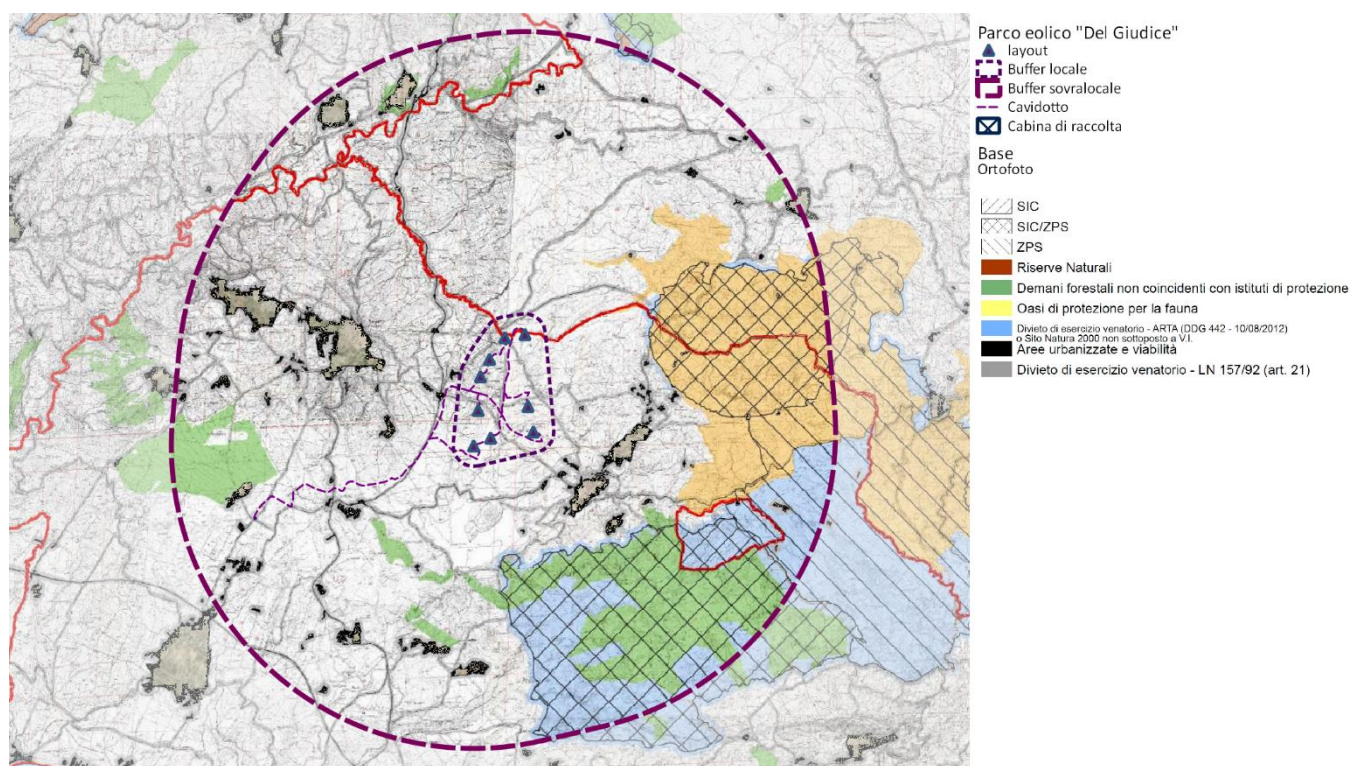 Parco eolico "Del Giudice"
layout
Buffer locale
Buffer sovralocale
Cavidotto
Cabina di raccolta
Base
Ortofoto
SIC
SIC/ZPS
ZPS
Riserve Naturali
Demani forestali non coincidenti con istituti di protezione
Oasi di protezione per la fauna
Divieto di esercizio venatorio - ARTA (DDG 442 - 10/08/2012)
o Sito Natura 2000 non sottoposto a V.I.
Aree urbanizzate e viabilità
Divieto di esercizio venatorio - LN 157/92 (art. 21)